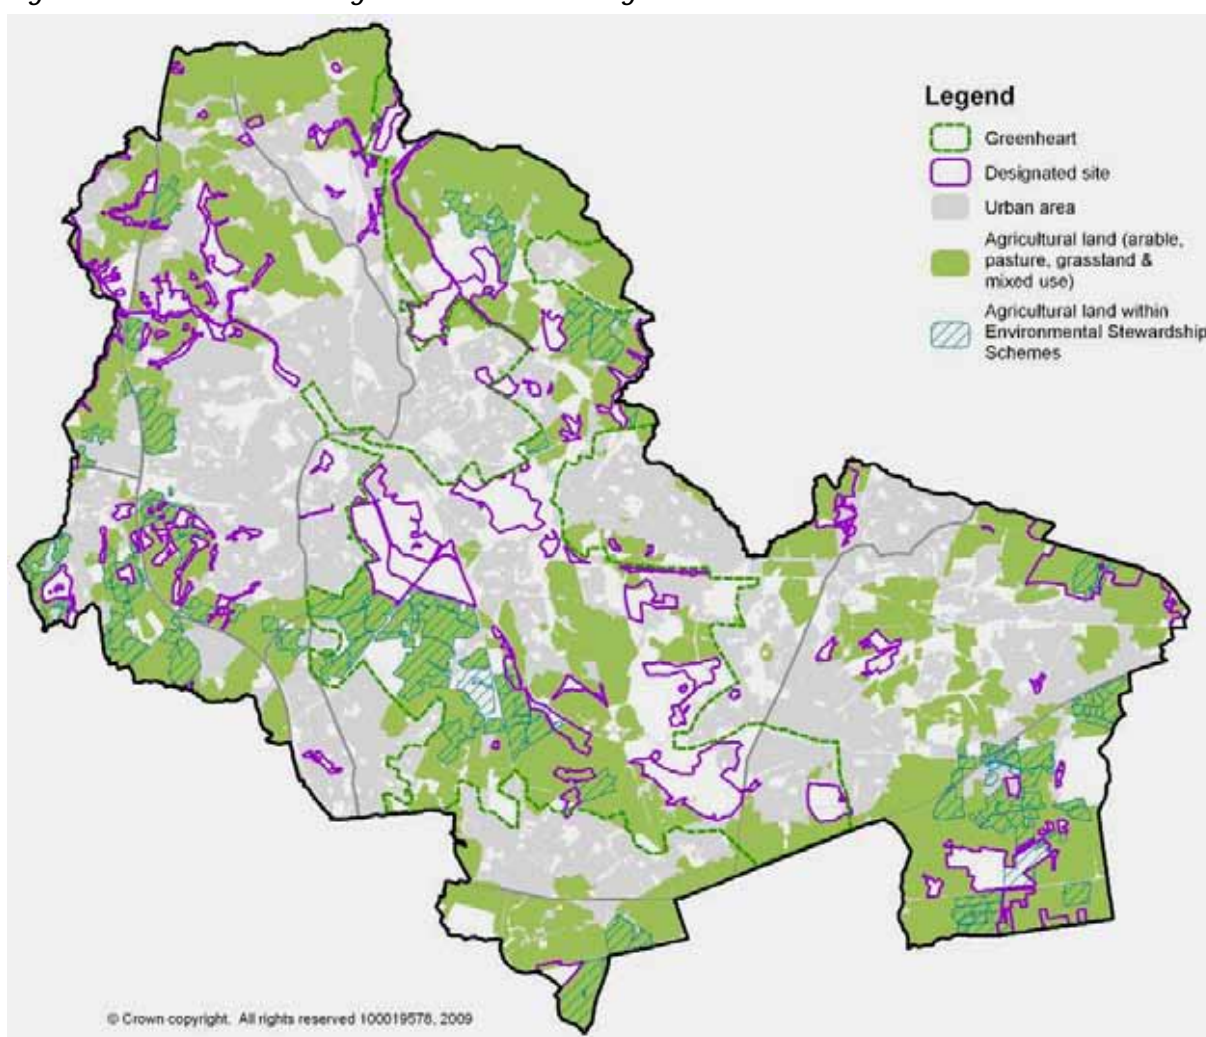 Legend
Greenheart
Designated site
Urban area
Agricultural land (arable,
pasture, grassland &
mixed use)
Agricultural land within
Environmental Stewardship
Schemes
© Crown copyright. All rights reserved 100019578, 2009